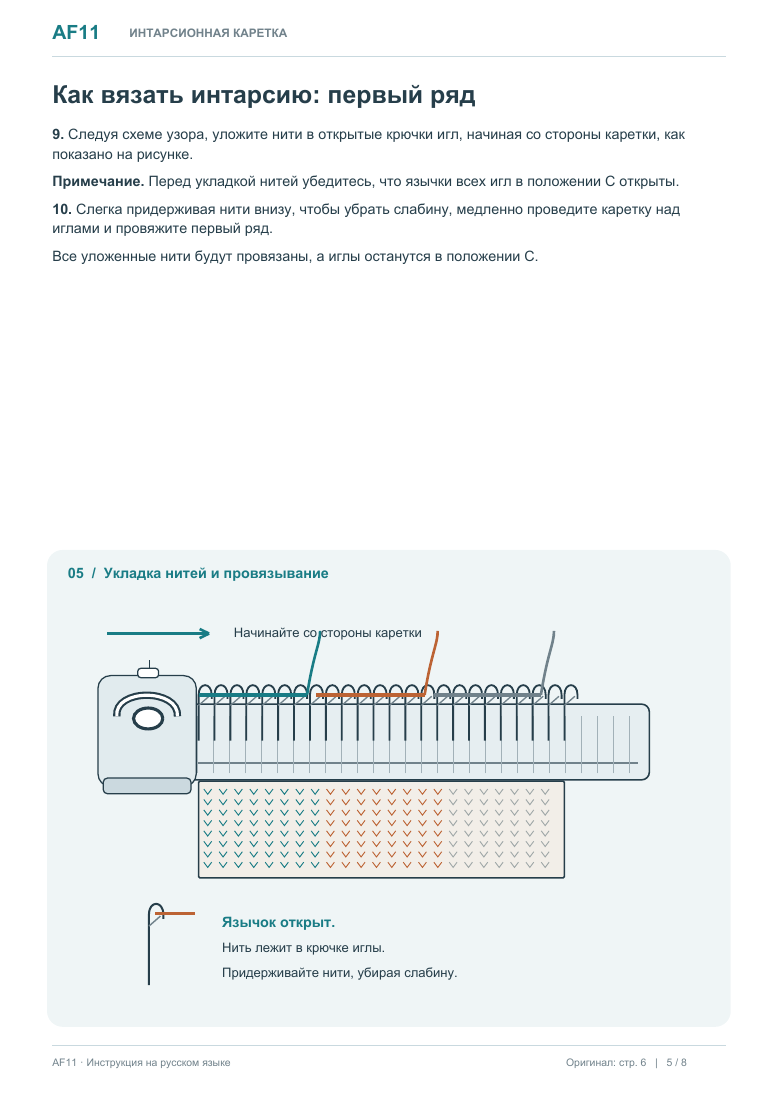 AF11 ИНТАРСИОННАЯ КАРЕТКА
Как вязать интарсию: первый ряд
9. Следуя схеме узора, уложите нити в открытые крючки игл, начиная со стороны каретки, как
показано на рисунке.
Примечание. Перед укладкой нитей убедитесь, что язычки всех игл в положении C открыты.
10. Слегка придерживая нити внизу, чтобы убрать слабину, медленно проведите каретку над
иглами и провяжите первый ряд.
Все уложенные нити будут провязаны, а иглы останутся в положении C.
05 / Укладка нитей и провязывание
Начинайте со стороны каретки
Язычок открыт.
Нить лежит в крючке иглы.
Придерживайте нити, убирая слабину.
AF11 · Инструкция на русском языке Оригинал: стр. 6 | 5 / 8